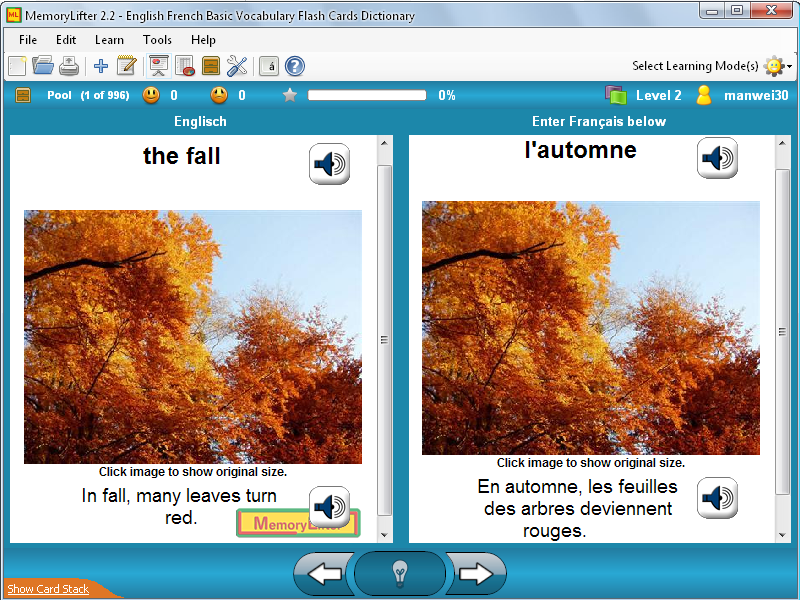 MemoryLifter 2.2 - English French Basic Vocabulary Flash Cards Dictionary
File Edit Learn Tools Help
á ? Select Learning Mode(s)
Pool (1 of 996) 0 0 0% Level 2 manwei30
Englisch
the fall
Click image to show original size.
In fall, many leaves turn
red.
MemoryLifter
Enter Français below
l'automne
Click image to show original size.
En automne, les feuilles
des arbres deviennent
rouges.
Show Card Stack